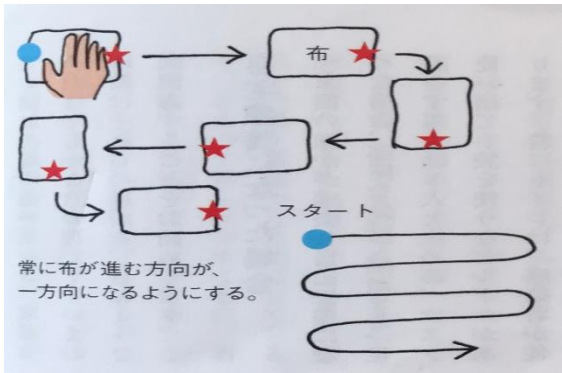 布
スタート
常に布が進む方向が、
一方向になるようにする。